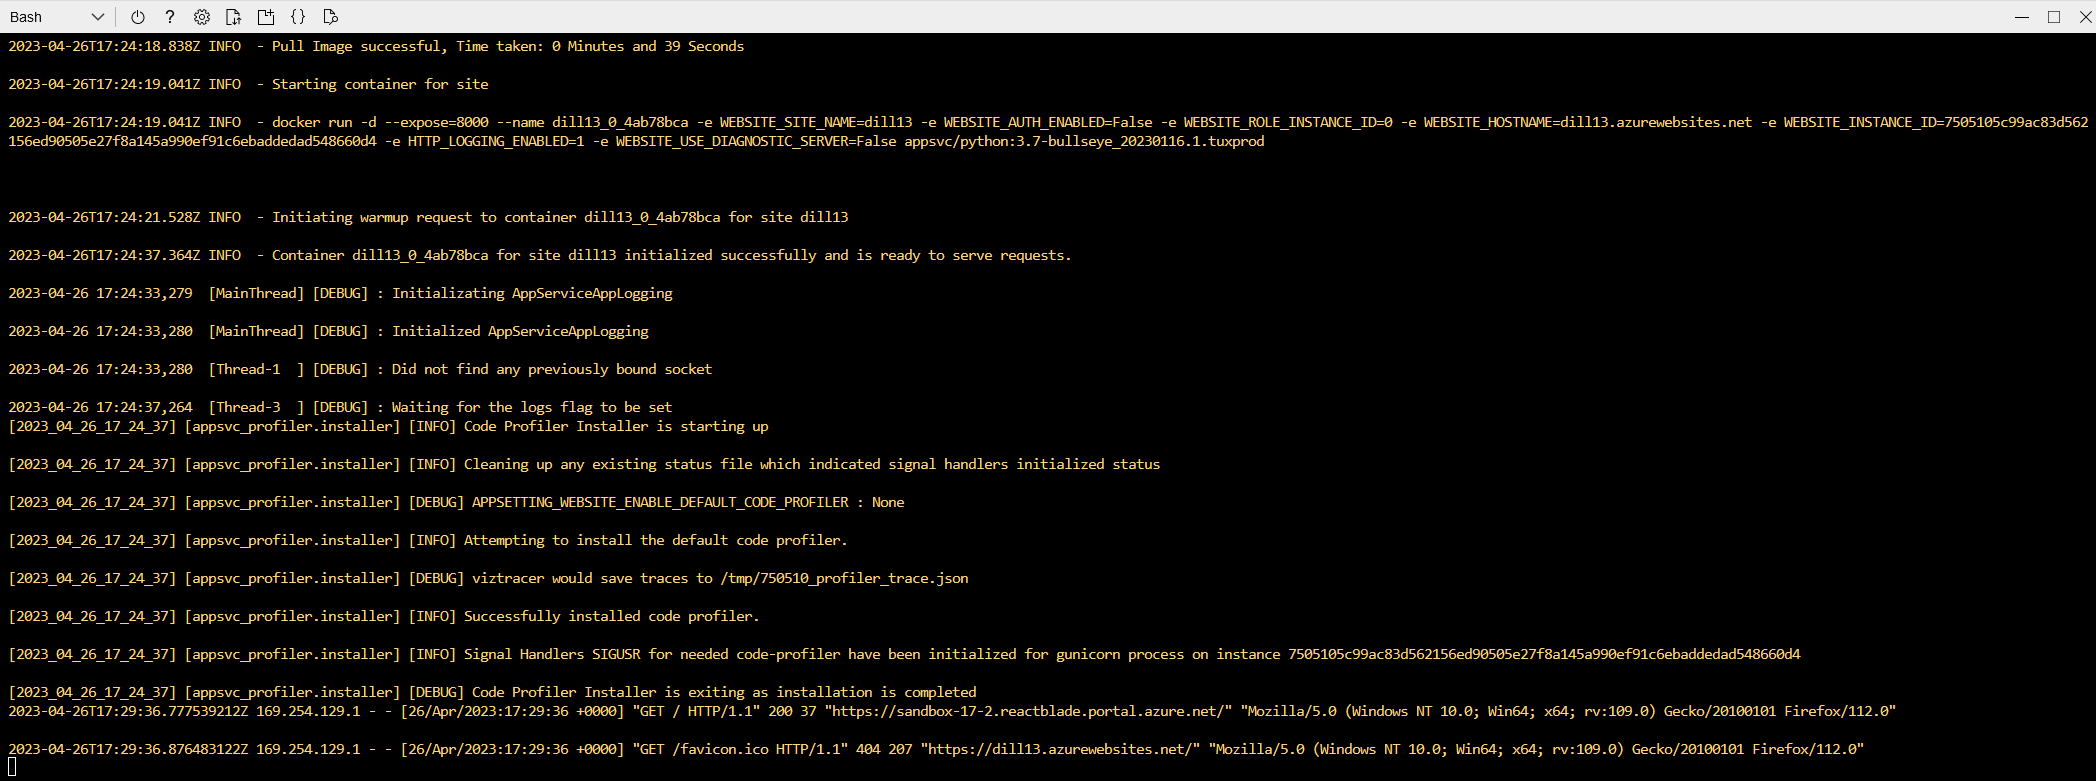 Bash
2023-04-26T17:24:18.838Z INFO  - Pull Image successful, Time taken: 0 Minutes and 39 Seconds
2023-04-26T17:24:19.041Z INFO  - Starting container for site
2023-04-26T17:24:19.041Z INFO  - docker run -d --expose=8000 --name dill13_0_4ab78bca -e WEBSITE_SITE_NAME=dill13 -e WEBSITE_AUTH_ENABLED=False -e WEBSITE_ROLE_INSTANCE_ID=0 -e WEBSITE_HOSTNAME=dill13.azurewebsites.net -e WEBSITE_INSTANCE_ID=7505105c99ac83d562
156ed90505e27f8a145a990ef91c6ebaddedad548660d4 -e HTTP_LOGGING_ENABLED=1 -e WEBSITE_USE_DIAGNOSTIC_SERVER=False appsvc/python:3.7-bullseye_20230116.1.tuxprod
2023-04-26T17:24:21.528Z INFO  - Initiating warmup request to container dill13_0_4ab78bca for site dill13
2023-04-26T17:24:37.364Z INFO  - Container dill13_0_4ab78bca for site dill13 initialized successfully and is ready to serve requests.
2023-04-26 17:24:33,279  [MainThread] [DEBUG] : Initializating AppServiceAppLogging
2023-04-26 17:24:33,280  [MainThread] [DEBUG] : Initialized AppServiceAppLogging
2023-04-26 17:24:33,280  [Thread-1  ] [DEBUG] : Did not find any previously bound socket
2023-04-26 17:24:37,264  [Thread-3  ] [DEBUG] : Waiting for the logs flag to be set
[2023_04_26_17_24_37] [appsvc_profiler.installer] [INFO] Code Profiler Installer is starting up
[2023_04_26_17_24_37] [appsvc_profiler.installer] [INFO] Cleaning up any existing status file which indicated signal handlers initialized status
[2023_04_26_17_24_37] [appsvc_profiler.installer] [DEBUG] APPSETTING_WEBSITE_ENABLE_DEFAULT_CODE_PROFILER : None
[2023_04_26_17_24_37] [appsvc_profiler.installer] [INFO] Attempting to install the default code profiler.
[2023_04_26_17_24_37] [appsvc_profiler.installer] [DEBUG] viztracer would save traces to /tmp/750510_profiler_trace.json
[2023_04_26_17_24_37] [appsvc_profiler.installer] [INFO] Successfully installed code profiler.
[2023_04_26_17_24_37] [appsvc_profiler.installer] [INFO] Signal Handlers SIGUSR for needed code-profiler have been initialized for gunicorn process on instance 7505105c99ac83d562156ed90505e27f8a145a990ef91c6ebaddedad548660d4
[2023_04_26_17_24_37] [appsvc_profiler.installer] [DEBUG] Code Profiler Installer is exiting as installation is completed
2023-04-26T17:29:36.777539212Z 169.254.129.1 - - [26/Apr/2023:17:29:36 +0000] "GET / HTTP/1.1" 200 37 "https://sandbox-17-2.reactblade.portal.azure.net/" "Mozilla/5.0 (Windows NT 10.0; Win64; x64; rv:109.0) Gecko/20100101 Firefox/112.0"
2023-04-26T17:29:36.876483122Z 169.254.129.1 - - [26/Apr/2023:17:29:36 +0000] "GET /favicon.ico HTTP/1.1" 404 207 "https://dill13.azurewebsites.net/" "Mozilla/5.0 (Windows NT 10.0; Win64; x64; rv:109.0) Gecko/20100101 Firefox/112.0"